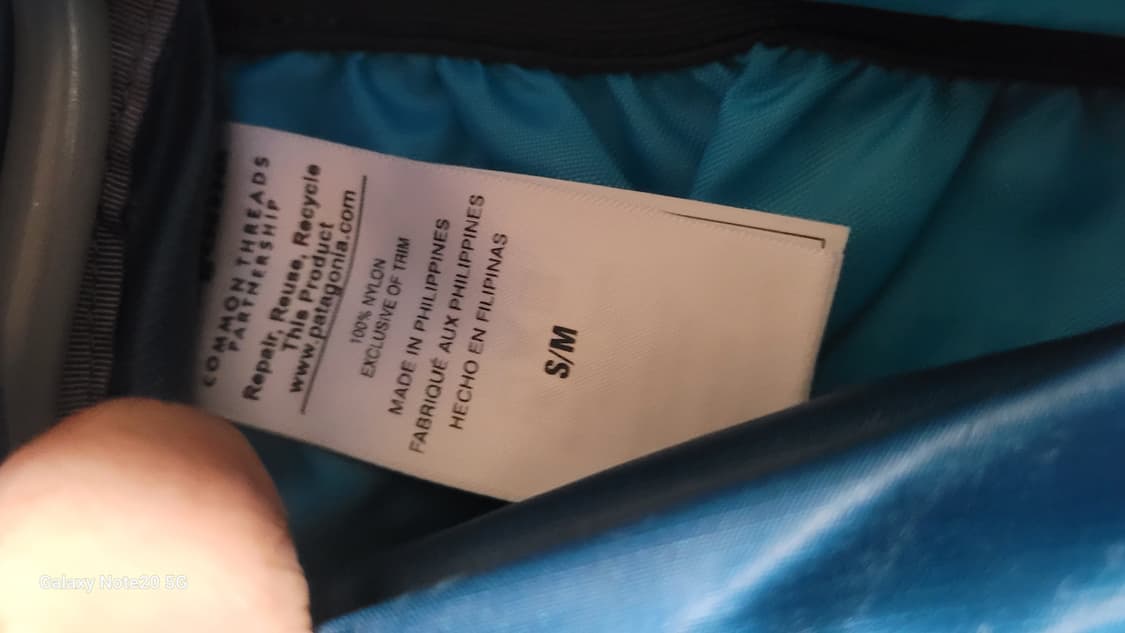 COMMON THREADS
PARTNERSHIP
Repair, Reuse, Recycle
This Product
www.patagonia.com
100% NYLON
EXCLUSIVE OF TRIM
MADE IN PHILIPPINES
FABRIQUÉ AUX PHILIPPINES
HECHO EN FILIPINAS
S/M
Galaxy Note20 5G